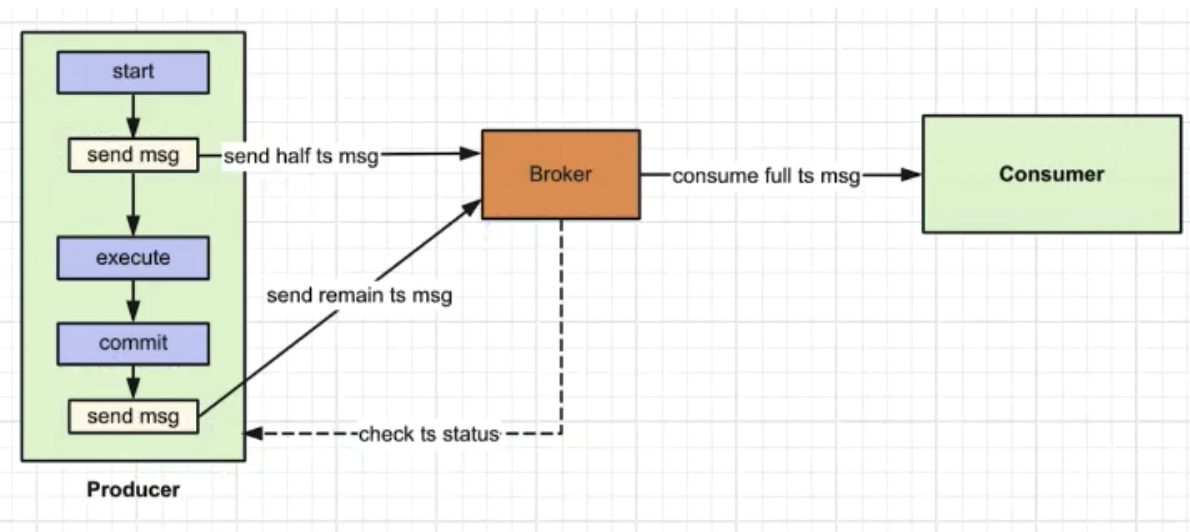 start
send msg
send half ts msg
Broker
consume full ts msg
Consumer
execute
send remain ts msg
commit
send msg
check ts status
Producer